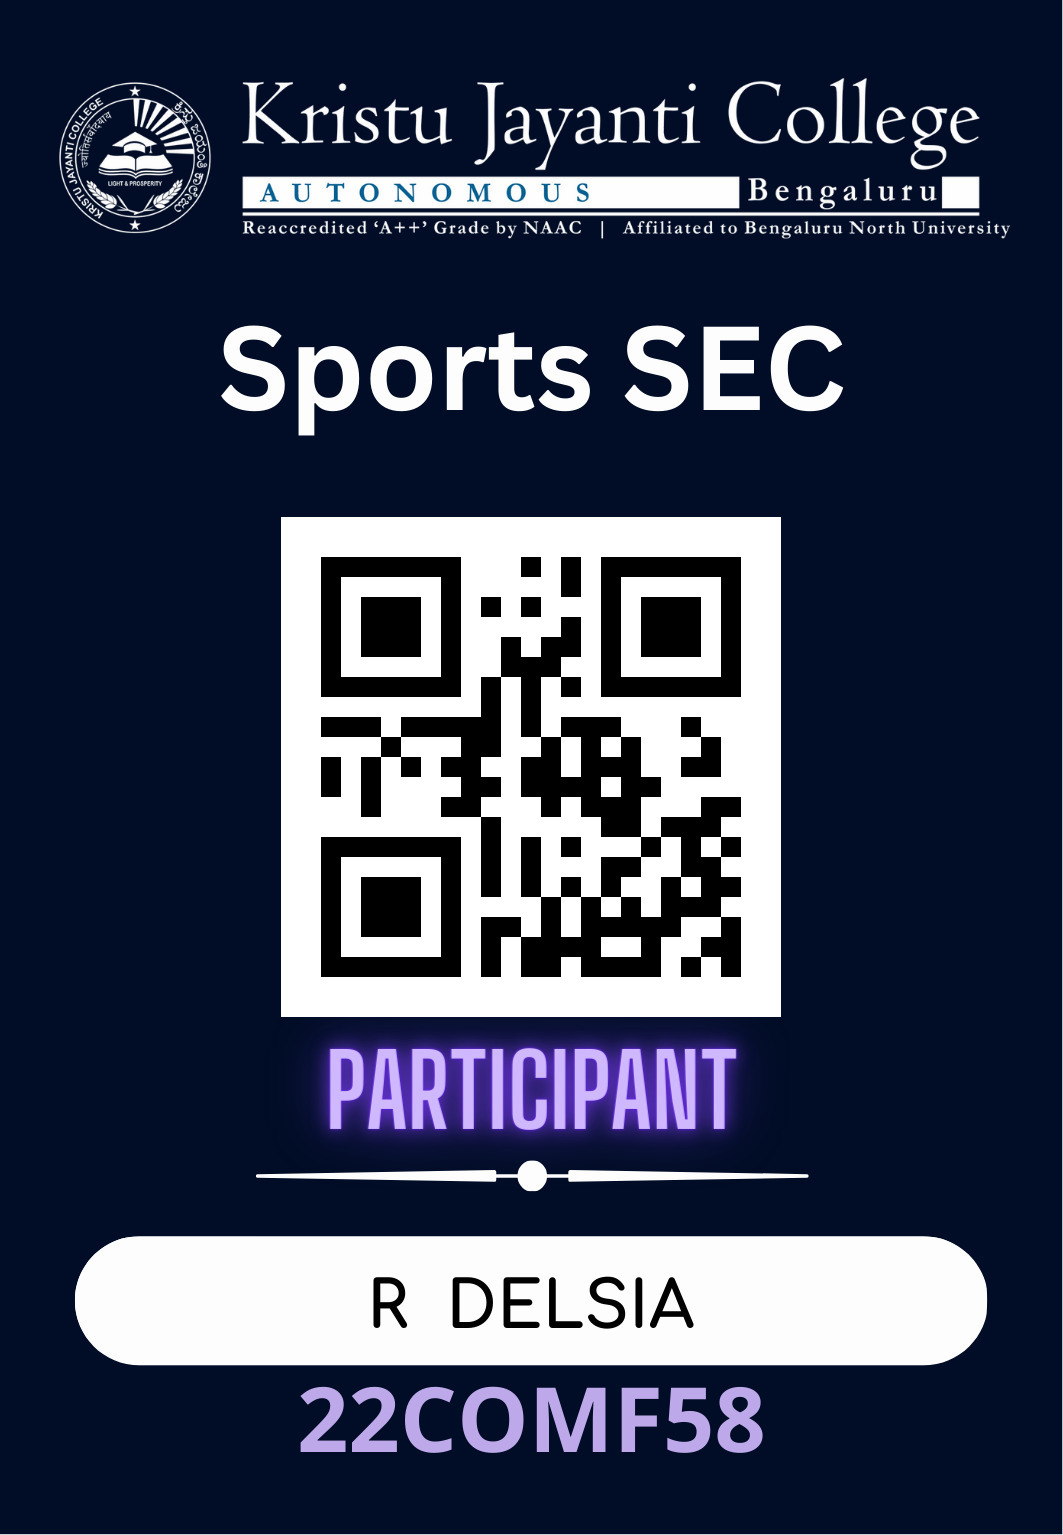 KRISTU JAYANTI COLLEGE
ಕ್ರಿಸ್ತು ಜಯಂತಿ ಕಾಲೇಜು
LIGHT & PROSPERITY
Kristu Jayanti College
AUTONOMOUS Bengaluru
Reaccredited ‘A++’ Grade by NAAC | Affiliated to Bengaluru North University
Sports SEC
PARTICIPANT
R DELSIA
22COMF58